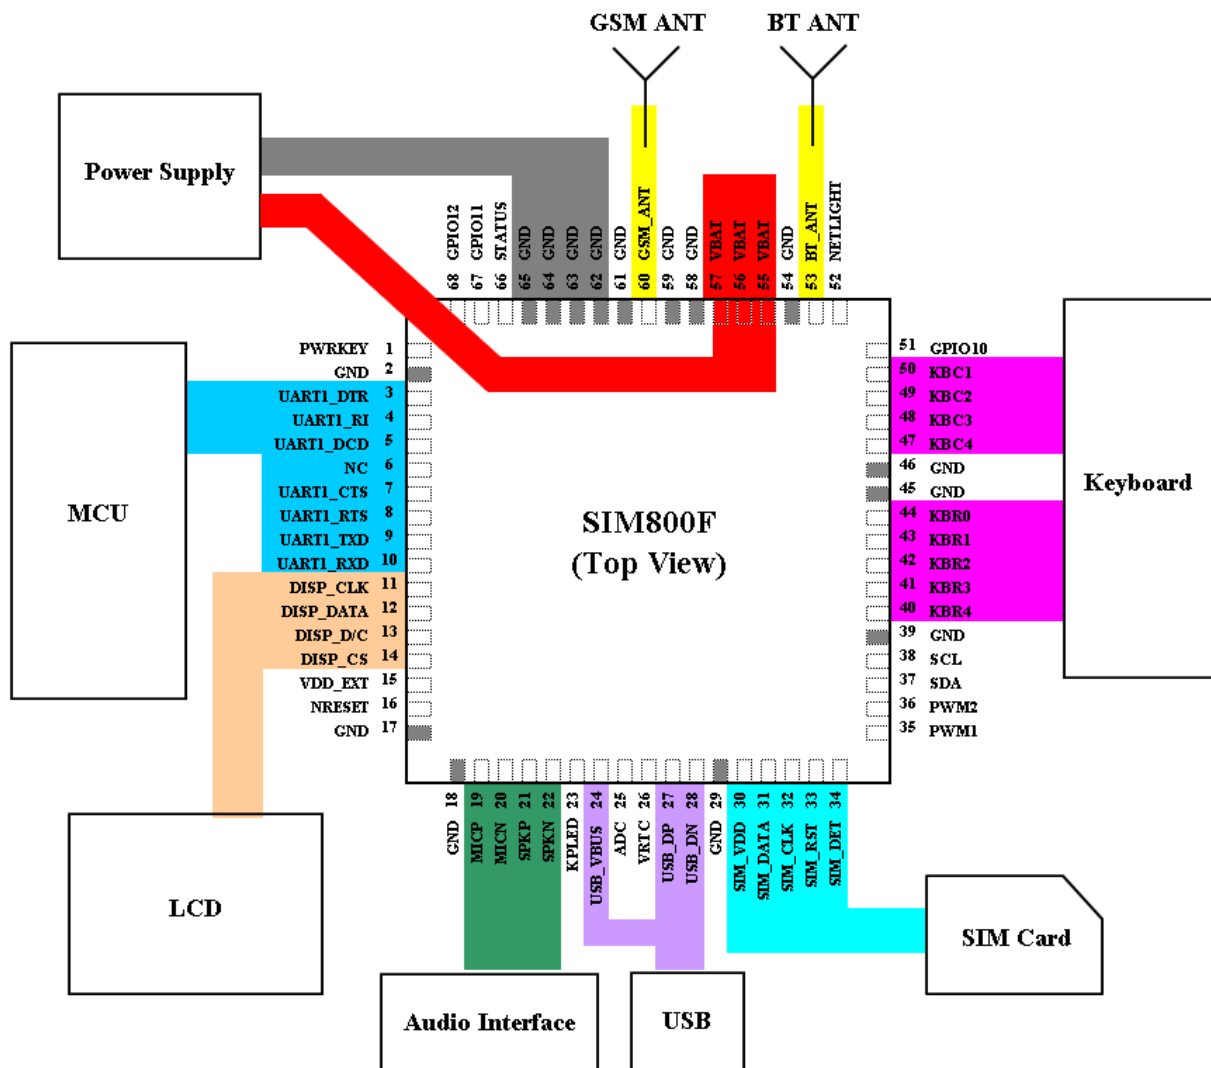 GSM ANT
BT ANT
Power Supply
68 GPIO12
67 GPIO11
66 STATUS
65 GND
64 GND
63 GND
62 GND
61 GND
60 GSM_ANT
59 GND
58 GND
57 VBAT
56 VBAT
55 VBAT
54 GND
53 BT_ANT
52 NETLIGHT
MCU
PWRKEY 1
GND 2
UART1_DTR 3
UART1_RI 4
UART1_DCD 5
NC 6
UART1_CTS 7
UART1_RTS 8
UART1_TXD 9
UART1_RXD 10
DISP_CLK 11
DISP_DATA 12
DISP_D/C 13
DISP_CS 14
VDD_EXT 15
NRESET 16
GND 17
SIM800F
(Top View)
51 GPIO10
50 KBC1
49 KBC2
48 KBC3
47 KBC4
46 GND
45 GND
44 KBR0
43 KBR1
42 KBR2
41 KBR3
40 KBR4
39 GND
38 SCL
37 SDA
36 PWM2
35 PWM1
Keyboard
GND 18
MICP 19
MICN 20
SPKP 21
SPKN 22
KPLED 23
USB_VBUS 24
ADC 25
VRTC 26
USB_DP 27
USB_DN 28
GND 29
SIM_VDD 30
SIM_DATA 31
SIM_CLK 32
SIM_RST 33
SIM_DET 34
LCD
SIM Card
Audio Interface
USB